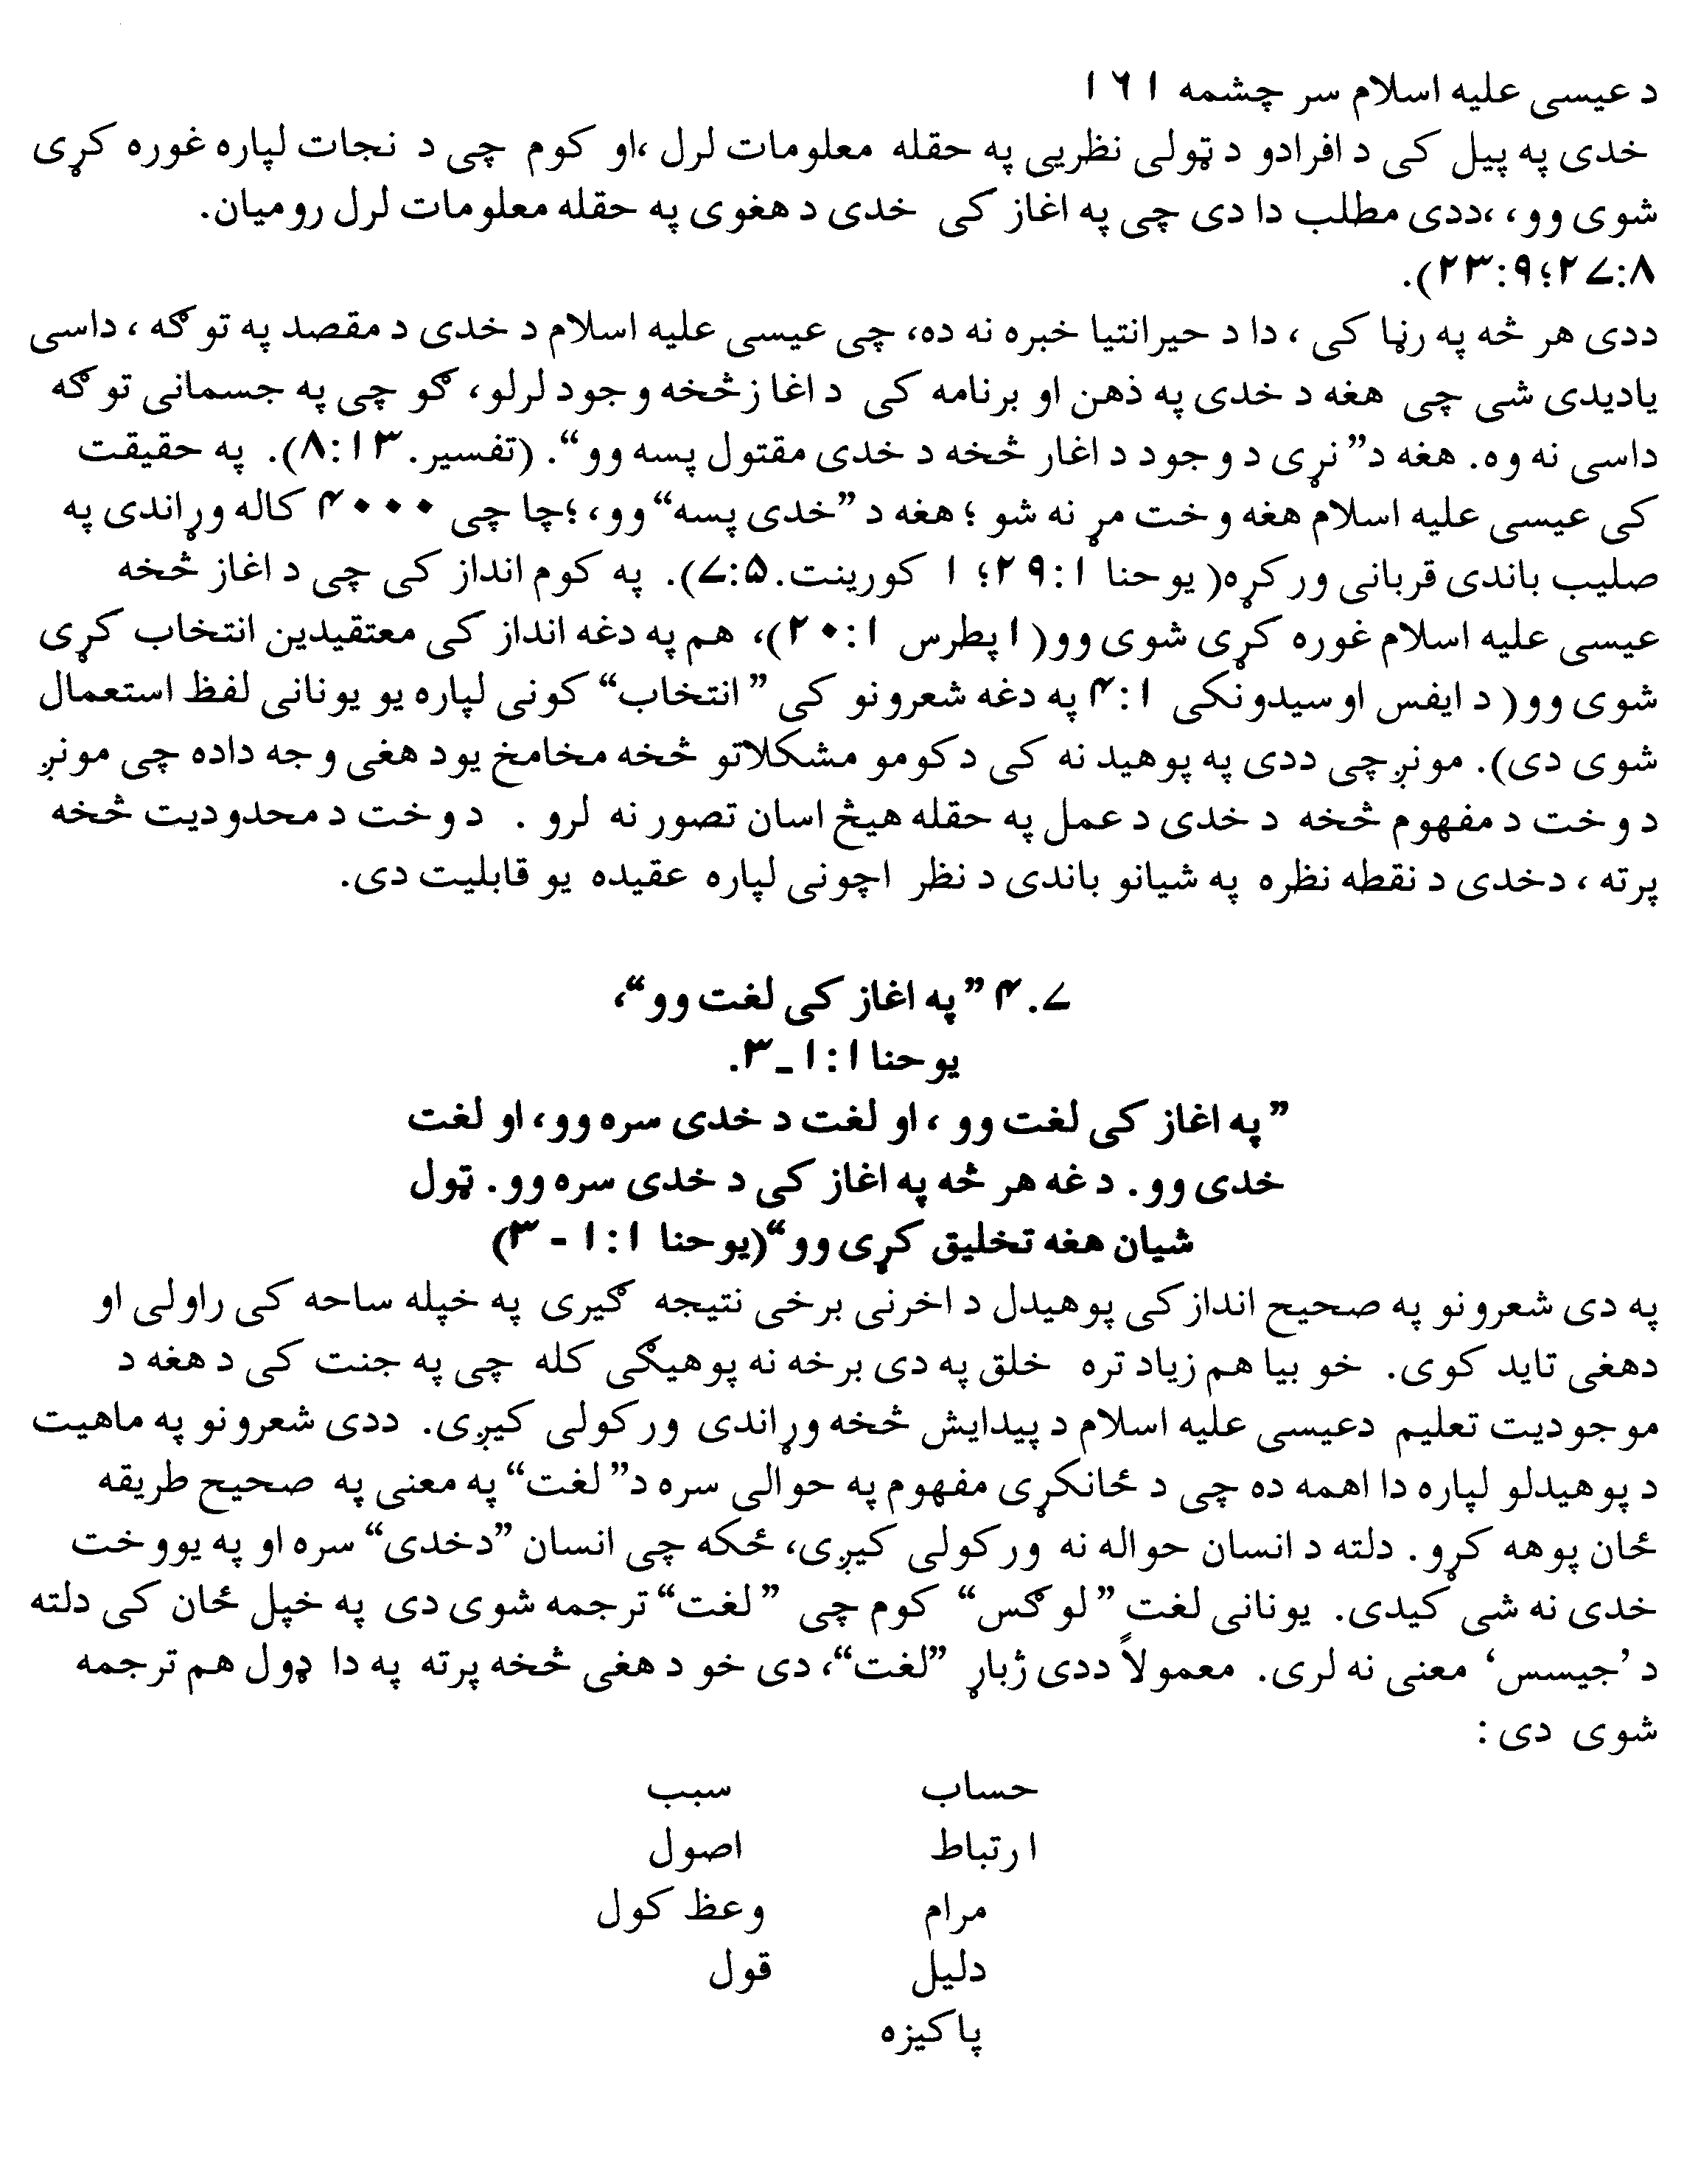 د عیسی علیه اسلام سر چشمه ۱۶۱
خدی په پیل کی د افرادو د ټولی نظریی په حقله معلومات لرل ،او کوم چی د نجات لپاره غوره کړی
شوی وو، ،ددی مطلب دا دی چی په اغاز کی خدی د هغوی په حقله معلومات لرل رومیان.
۲۷:۸؛۲۳:۹).
ددی هر څه په رڼا کی ، دا د حیرانتیا خبره نه ده، چی عیسی علیه اسلام د خدی د مقصد په توګه ، داسی
یادیدی شی چی هغه د خدی په ذهن او برنامه کی د اغا زڅخه وجود لرلو، ګو چی په جسمانی توګه
داسی نه وه. هغه د” نړی د وجود د اغار څخه د خدی مقتول پسه وو“. (تفسیر. ۸:۱۳). په حقیقت
کی عیسی علیه اسلام هغه وخت مړ نه شو ؛ هغه د ”خدی پسه“ وو، ؛چا چی ۴۰۰۰ کاله وړاندی په
صلیب باندی قربانی ورکړه( یوحنا ۲۹:۱؛ ۱ کورینت.۷:۵). په کوم انداز کی چی د اغاز څخه
عیسی علیه اسلام غوره کړی شوی وو( ۱پطرس ۲۰:۱)، هم په دغه انداز کی معتقیدین انتخاب کړی
شوی وو( د ایفس اوسیدونکی ۴:۱ په دغه شعرونو کی ” انتخاب“ کونی لپاره یو یونانی لفظ استعمال
شوی دی). مونږچی ددی په پوهیدنه کی دکومو مشکلاتو څخه مخامخ یود هغی وجه داده چی مونږ
د وخت د مفهوم څخه د خدی د عمل په حقله هیڅ اسان تصور نه لرو . د وخت د محدودیت څخه
پرته ، دخدی د نقطه نظره په شیانو باندی د نظر اچونی لپاره عقیده یو قابلیت دی.
۴.۷ ” په اغاز کی لغت وو“،
یوحنا ۱:۱_۳.
” په اغاز کی لغت وو ، او لغت د خدی سره وو، او لغت
خدی وو. دغه هر څه په اغاز کی د خدی سره وو. ټول
شیان هغه تخلیق کړی وو“(یوحنا ۱:۱ - ۳)
په دی شعرونو په صحیح اندازکی پوهیدل د اخرنی برخی نتیجه ګیری په خپله ساحه کی راولی او
دهغی تاید کوی. خو بیا هم زیاد تره خلق په دی برخه نه پوهیګی کله چی په جنت کی د هغه د
موجودیت تعلیم دعیسی علیه اسلام د پیدایش څخه وړاندی ورکولی کیږی. ددی شعرونو په ماهیت
د پوهیدلو لپاره دا اهمه ده چی د ځانکړی مفهوم په حوالی سره د” لغت“ په معنی په صحیح طریقه
ځان پوهه کړو. دلته د انسان حواله نه ورکولی کیږی، ځکه چی انسان ”دخدی“ سره او په یووخت
خدی نه شی کیدی. یونانی لغت ” لوګس“ کوم چی ” لغت“ ترجمه شوی دی په خپل ځان کی دلته
د ’جیسس‘ معنی نه لری. معمولاً ددی ژباړ ”لغت“، دی خو د هغی څخه پرته په دا ډول هم ترجمه
شوی دی :
حساب سبب
ارتباط اصول
مرام وعظ کول
دلیل قول
پاکیزه